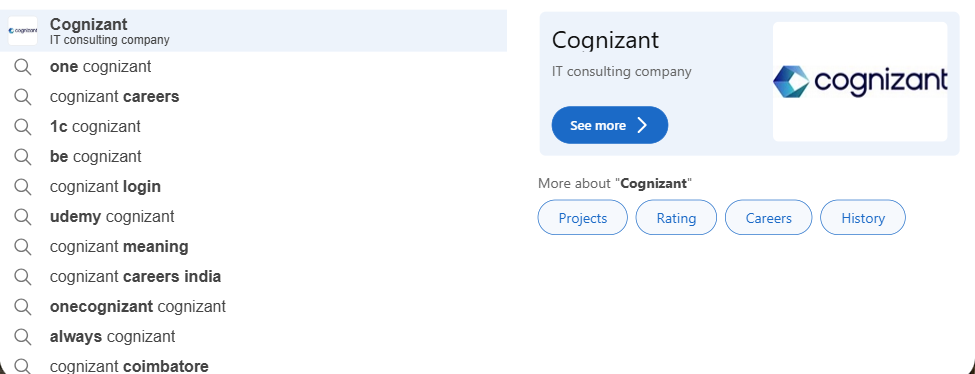 cognizant
Cognizant
IT consulting company
one cognizant
cognizant careers
1c cognizant
be cognizant
cognizant login
udemy cognizant
cognizant meaning
cognizant careers india
onecognizant cognizant
always cognizant
cognizant coimbatore
Cognizant
IT consulting company
See more
cognizant
More about "Cognizant"
Projects
Rating
Careers
History